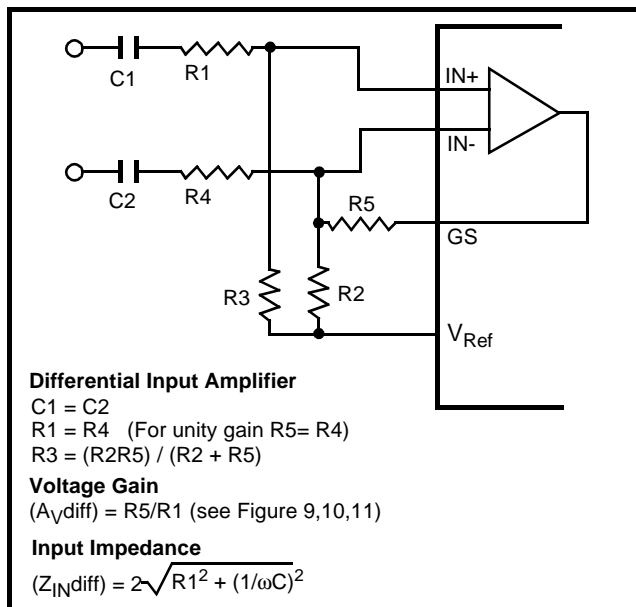 C1
R1
IN+
IN-
C2
R4
R5
GS
R3
R2
VRef
Differential Input Amplifier
C1 = C2
R1 = R4 (For unity gain R5= R4)
R3 = (R2R5) / (R2 + R5)
Voltage Gain
(AVdiff) = R5/R1 (see Figure 9,10,11)
Input Impedance
(ZINdiff) = 2√R1² + (1/ωC)²